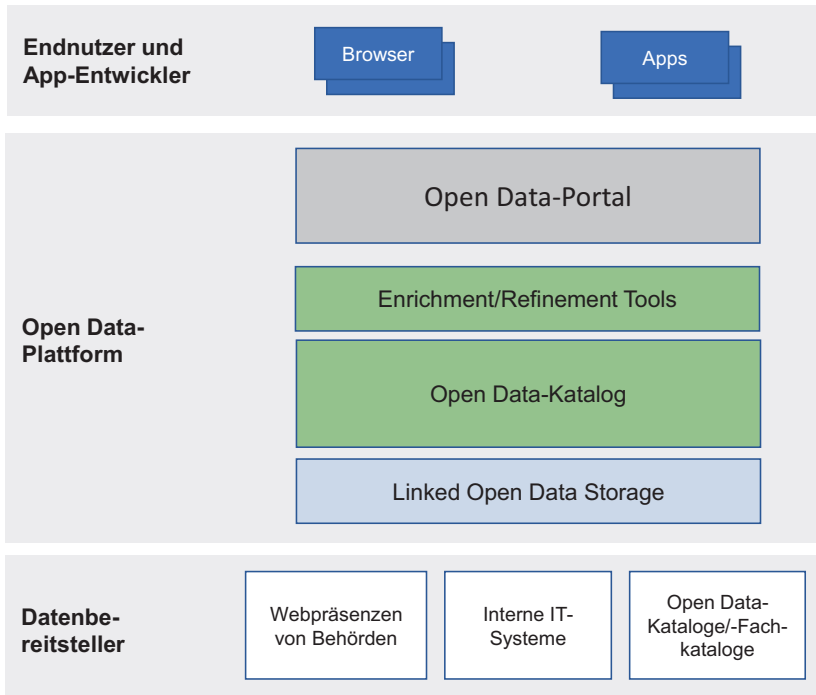 Endnutzer und
App-Entwickler
Browser
Apps
Open Data-Portal
Enrichment/Refinement Tools
Open Data-
Plattform
Open Data-Katalog
Linked Open Data Storage
Datenbe-
reitsteller
Webpräsenzen
von Behörden
Interne IT-
Systeme
Open Data-
Kataloge/-Fach-
kataloge